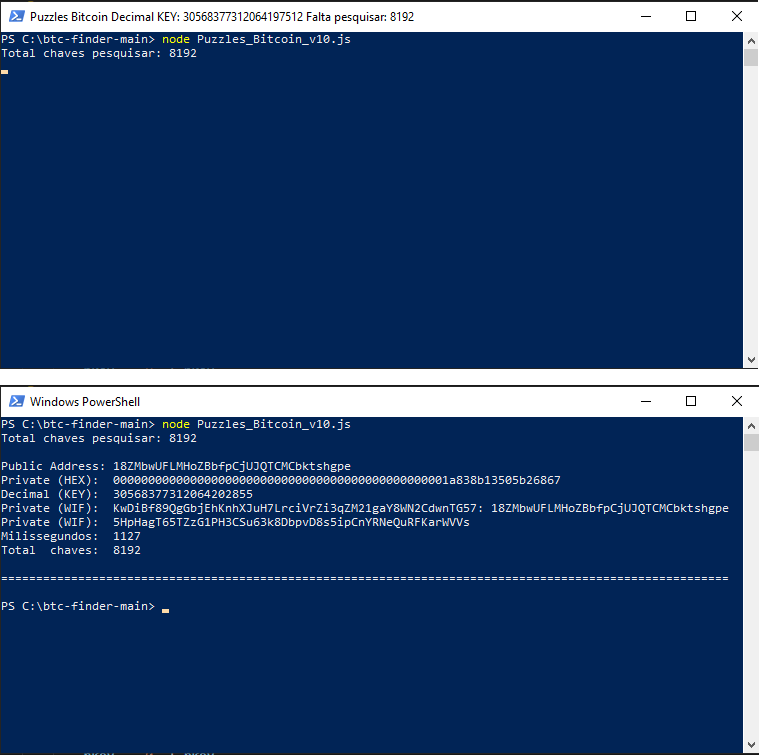 Puzzles Bitcoin Decimal KEY: 30568377312064197512 Falta pesquisar: 8192
PS C:\btc-finder-main> node Puzzles_Bitcoin_v10.js
Total chaves pesquisar: 8192
Windows PowerShell
PS C:\btc-finder-main> node Puzzles_Bitcoin_v10.js
Total chaves pesquisar: 8192
Public Address: 18ZMbwUFLMHoZBbfpCjUJQTCMCbktshgpe
Private (HEX): 000000000000000000000000000000000000000000000001a838b13505b26867
Decimal (KEY): 30568377312064202855
Private (WIF): KwDiBf89QgGbjEhKnhXJuH7LrciVrZi3qZM21gaY8WN2CdwnTG57: 18ZMbwUFLMHoZBbfpCjUJQTCMCbktshgpe
Private (WIF): 5HpHagT65TZzG1PH3CSu63k8DbpvD8s5ipCnYRNeQuRFKarWVVs
Milissegundos: 1127
Total chaves: 8192
========================================================================================================
PS C:\btc-finder-main>